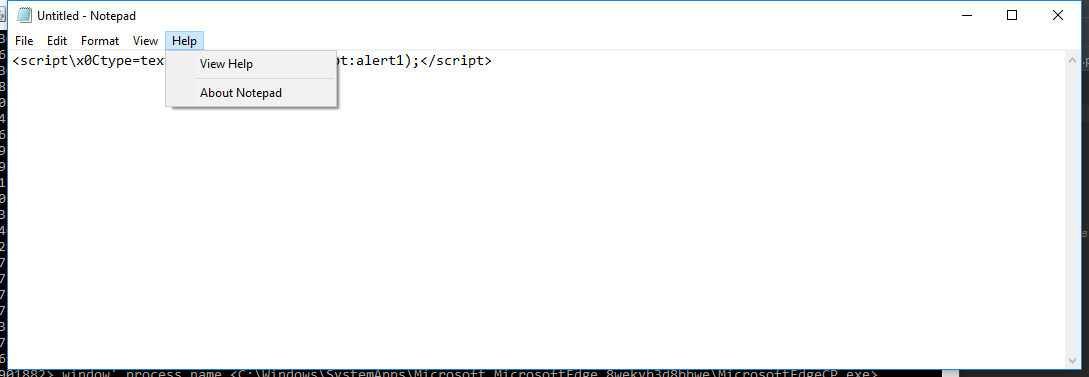 Untitled - Notepad
File Edit Format View Help
<script\x0Ctype=tex pt:alert1);</script>
View Help
About Notepad
901882> window' process name <C:\Windows\SystemApps\Microsoft.MicrosoftEdge_8wekyb3d8bbwe\MicrosoftEdgeCP.exe>